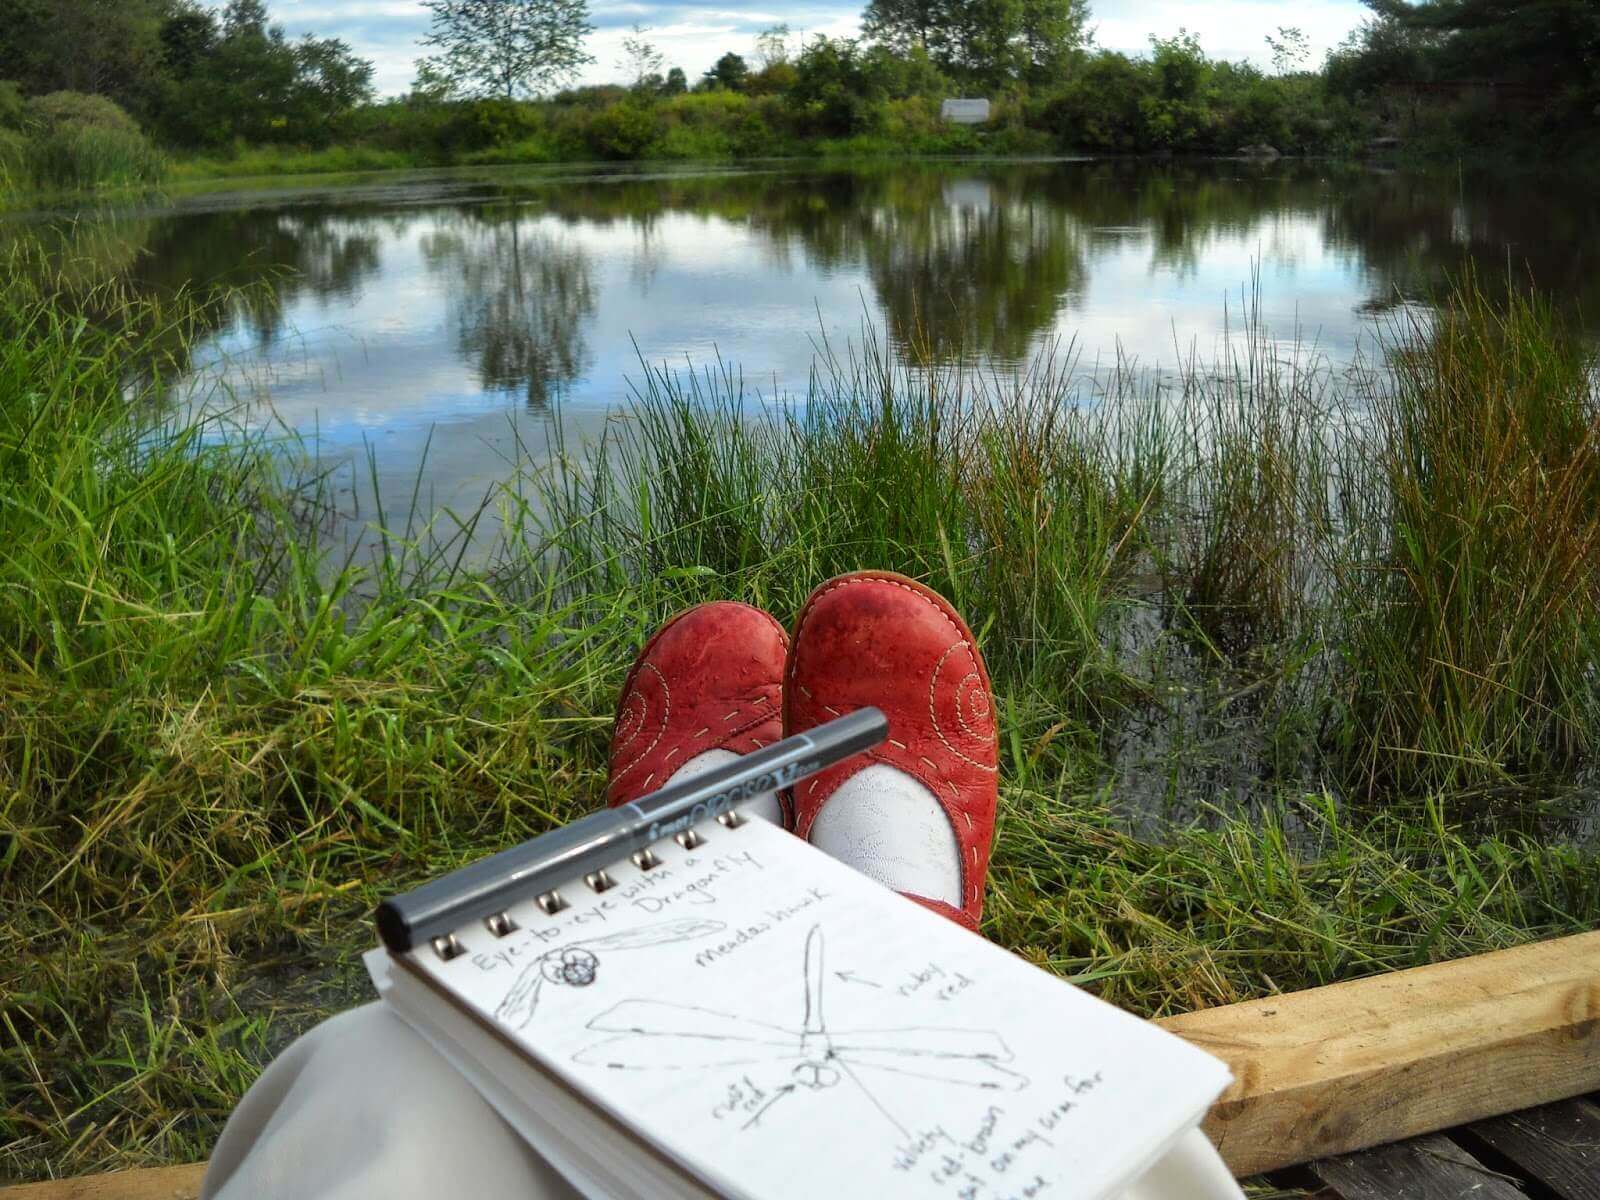 Eye-to-eye with a
Dragonfly
Meadowhawk
ruby
red
rust
red
velvety
red-brown
on my arm for